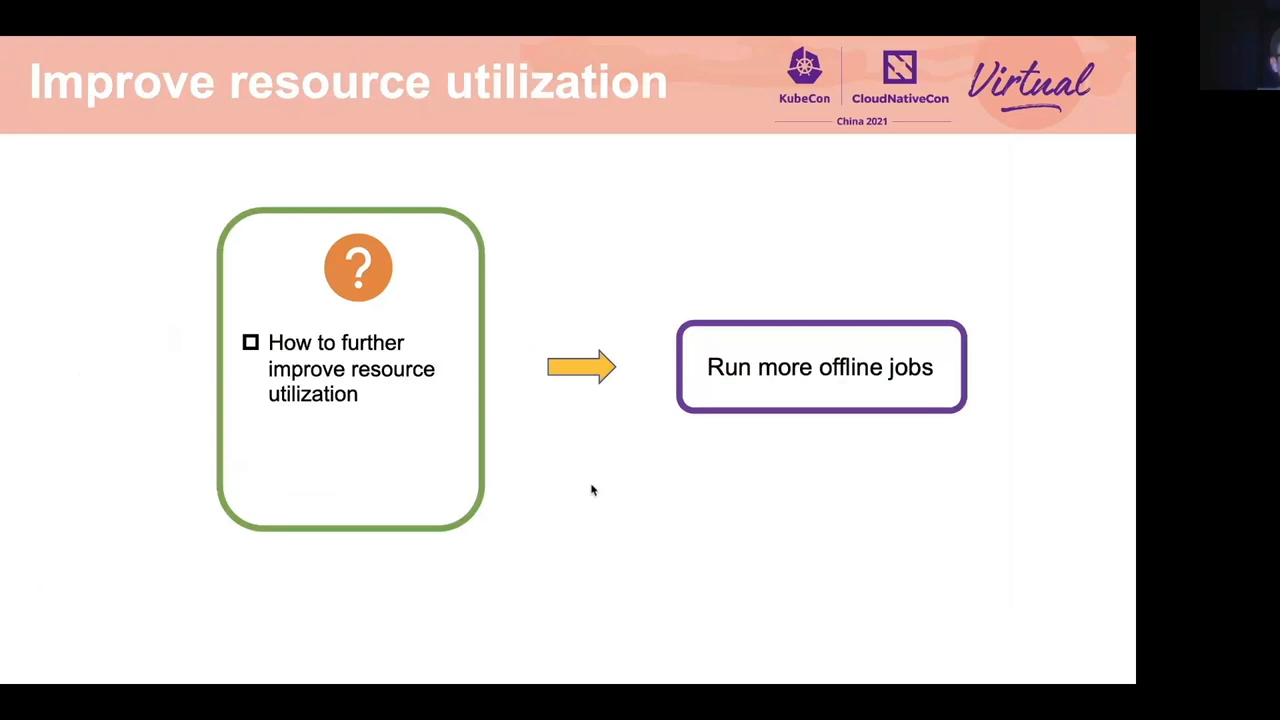 Improve resource utilization
KubeCon
CloudNativeCon
China 2021
Virtual
?
How to further
improve resource
utilization
Run more offline jobs